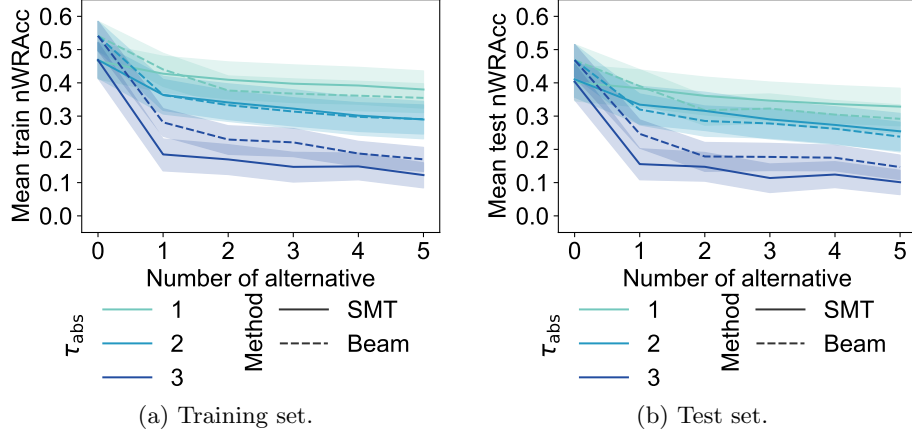 Mean train nWRAcc
0.6
0.5
0.4
0.3
0.2
0.1
0.0
0 1 2 3 4 5
Number of alternative
τabs
1
2
3
Method
SMT
Beam
(a) Training set.
Mean test nWRAcc
0.6
0.5
0.4
0.3
0.2
0.1
0.0
0 1 2 3 4 5
Number of alternative
τabs
1
2
3
Method
SMT
Beam
(b) Test set.